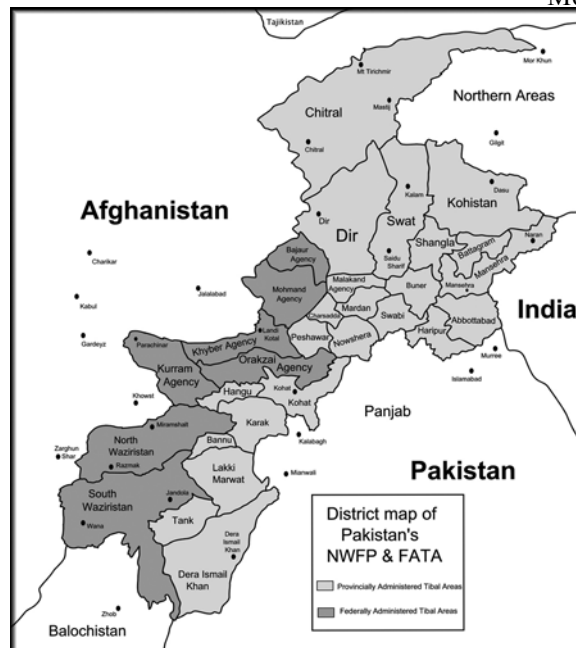 Tajikistan
Mt Tirichmir
Mor Khun
Northern Areas
Mastij
Chitral
Gilgit
Chitral
Kohistan
Dasu
Kalam
Afghanistan
Dir
Swat
Dir
Shangla
Naran
Battagram
Bajaur
Agency
Saidu
Sharif
Mansehra
Charikar
Malakand
Agency
Buner
Mansehra
Mohmand
Agency
Jalalabad
Kabul
Charsadda
Mardan
Swabi
Abbottabad
India
Landi
Kotal
Peshawar
Nowshera
Haripur
Gardeyz
Parachinar
Khyber Agency
Murree
Orakzai
Agency
Kurram
Agency
Islamabad
Kohat
Hangu
Kohat
Khowst
Panjab
Karak
Miramshah
North
Waziristan
Bannu
Kalabagh
Zarghun
Shar
Razmak
Lakki
Marwat
Mianwali
Pakistan
South
Waziristan
Jandola
Wana
Tank
Dera
Ismail
Khan
Dera Ismail
Khan
District map of
Pakistan's
NWFP & FATA
Provincially Administered Tibal Areas
Federally Administered Tibal Areas
Zhob
Balochistan